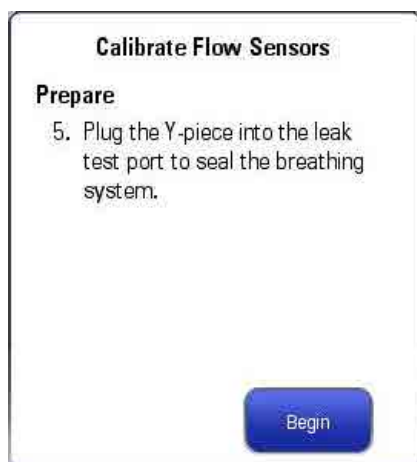 Calibrate Flow Sensors
Prepare
5. Plug the Y-piece into the leak
test port to seal the breathing
system.
Begin